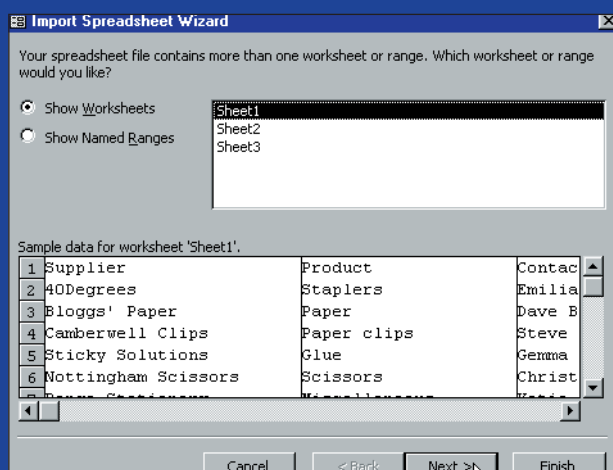 Import Spreadsheet Wizard
Your spreadsheet file contains more than one worksheet or range. Which worksheet or range
would you like?
Show Worksheets
Show Named Ranges
Sheet1
Sheet2
Sheet3
Sample data for worksheet 'Sheet1'.
1 Supplier Product Contac
2 40Degrees Staplers Emilia
3 Bloggs' Paper Paper Dave B
4 Camberwell Clips Paper clips Steve
5 Sticky Solutions Glue Gemma
6 Nottingham Scissors Scissors Christ
Cancel < Back Next > Finish